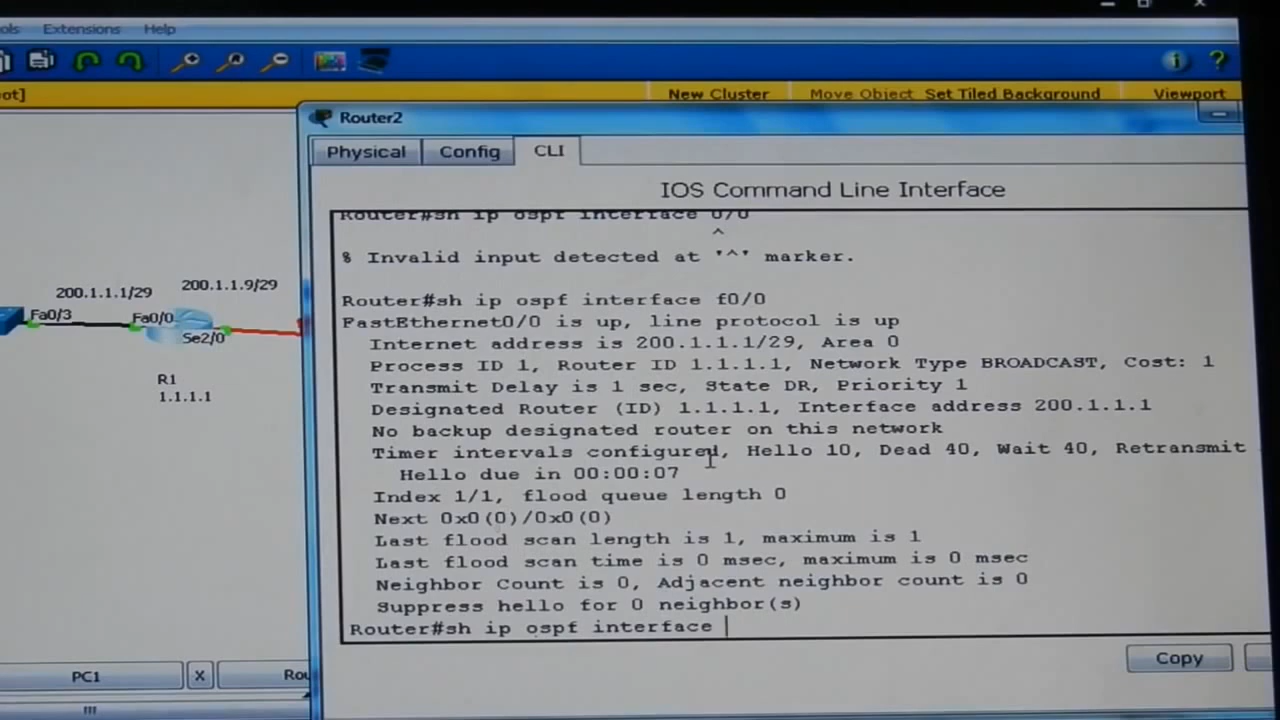 ols Extensions Help
ot] New Cluster Move Object Set Tiled Background Viewport
Router2
Physical Config CLI
IOS Command Line Interface
Router#sh ip ospf interface 0/0
^
% Invalid input detected at '^' marker.
Router#sh ip ospf interface f0/0
FastEthernet0/0 is up, line protocol is up
Internet address is 200.1.1.1/29, Area 0
Process ID 1, Router ID 1.1.1.1, Network Type BROADCAST, Cost: 1
Transmit Delay is 1 sec, State DR, Priority 1
Designated Router (ID) 1.1.1.1, Interface address 200.1.1.1
No backup designated router on this network
Timer intervals configured, Hello 10, Dead 40, Wait 40, Retransmit
Hello due in 00:00:07
Index 1/1, flood queue length 0
Next 0x0(0)/0x0(0)
Last flood scan length is 1, maximum is 1
Last flood scan time is 0 msec, maximum is 0 msec
Neighbor Count is 0, Adjacent neighbor count is 0
Suppress hello for 0 neighbor(s)
Router#sh ip ospf interface
200.1.1.1/29 200.1.1.9/29
Fa0/3 Fa0/0
Se2/0
R1
1.1.1.1
Copy
PC1 X Rou